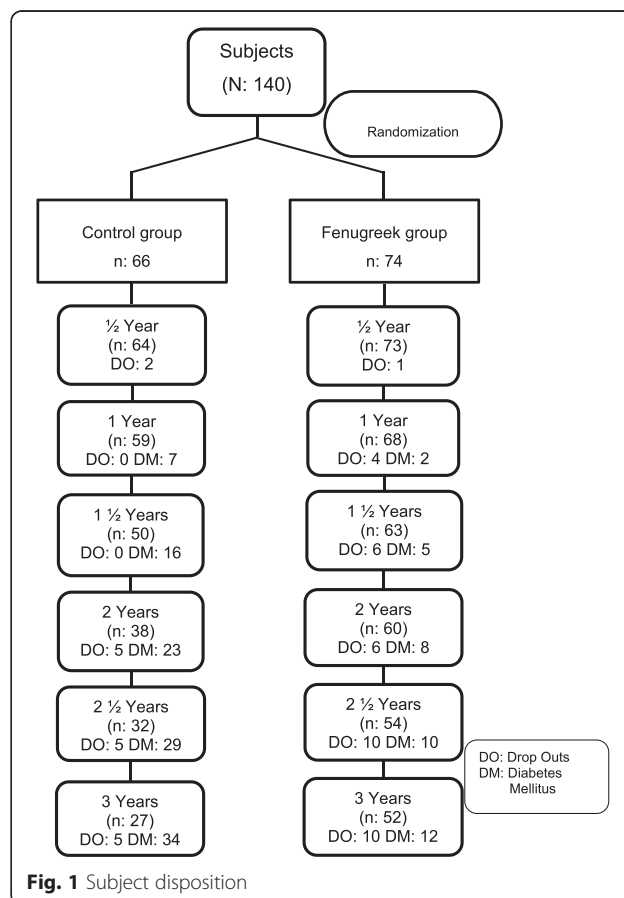 Subjects
(N: 140)
Randomization
Control group
n: 66
Fenugreek group
n: 74
½ Year
(n: 64)
DO: 2
½ Year
(n: 73)
DO: 1
1 Year
(n: 59)
DO: 0 DM: 7
1 Year
(n: 68)
DO: 4 DM: 2
1 ½ Years
(n: 50)
DO: 0 DM: 16
1 ½ Years
(n: 63)
DO: 6 DM: 5
2 Years
(n: 38)
DO: 5 DM: 23
2 Years
(n: 60)
DO: 6 DM: 8
2 ½ Years
(n: 32)
DO: 5 DM: 29
2 ½ Years
(n: 54)
DO: 10 DM: 10
3 Years
(n: 27)
DO: 5 DM: 34
3 Years
(n: 52)
DO: 10 DM: 12
DO: Drop Outs
DM: Diabetes
Mellitus
Fig. 1 Subject disposition